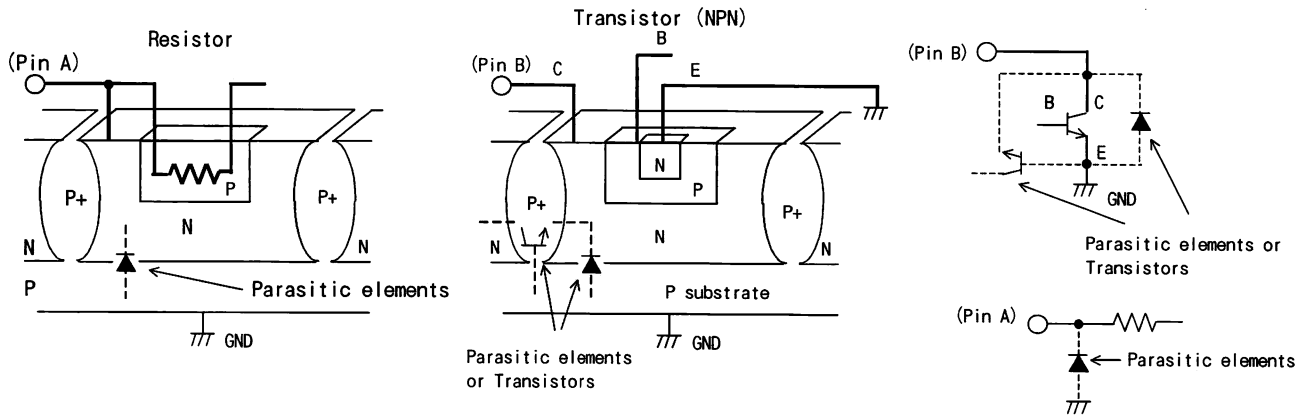 Resistor
(Pin A)
P
P+
P+
N
N
N
P
Parasitic elements
GND
Transistor (NPN)
B
(Pin B)
C
E
N
P
P+
P+
N
N
N
P substrate
GND
Parasitic elements
or Transistors
(Pin B)
B
C
E
GND
Parasitic elements or
Transistors
(Pin A)
Parasitic elements